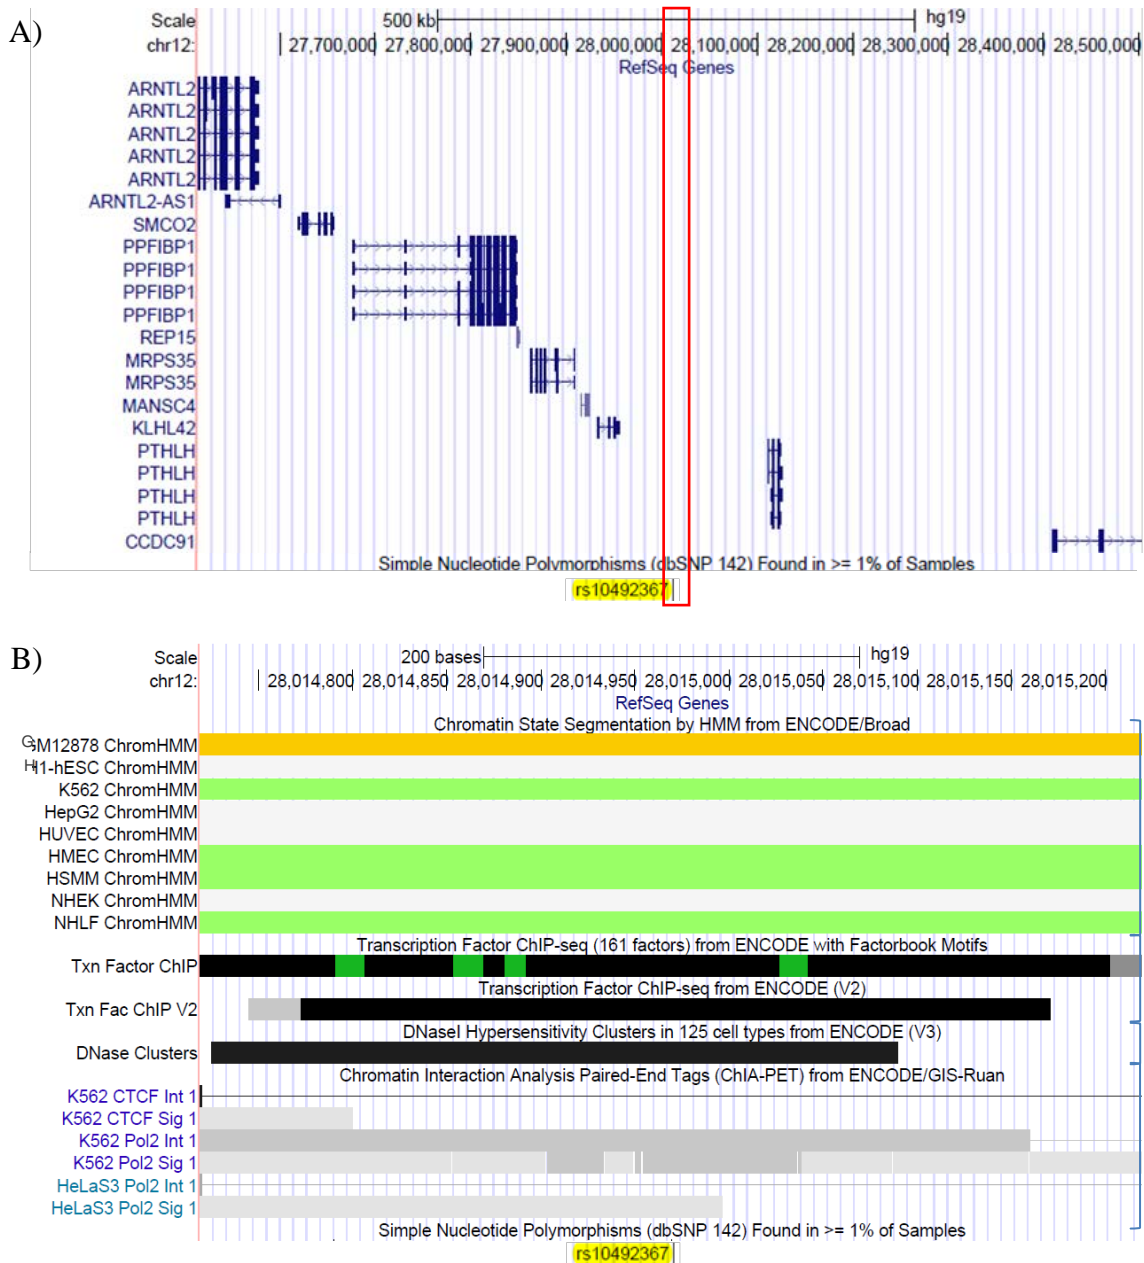 A)
Scale 500 kb hg19
chr12: 27,700,000 27,800,000 27,900,000 28,000,000 28,100,000 28,200,000 28,300,000 28,400,000 28,500,000
RefSeq Genes
ARNTL2
ARNTL2
ARNTL2
ARNTL2
ARNTL2
ARNTL2-AS1
SMCO2
PPFIBP1
PPFIBP1
PPFIBP1
PPFIBP1
REP15
MRPS35
MRPS35
MANSC4
KLHL42
PTHLH
PTHLH
PTHLH
PTHLH
CCDC91
Simple Nucleotide Polymorphisms (dbSNP 142) Found in >= 1% of Samples
rs10492367
B)
Scale 200 bases hg19
chr12: 28,014,800 28,014,850 28,014,900 28,014,950 28,015,000 28,015,050 28,015,100 28,015,150 28,015,200
RefSeq Genes
Chromatin State Segmentation by HMM from ENCODE/Broad
GM12878 ChromHMM
H1-hESC ChromHMM
K562 ChromHMM
HepG2 ChromHMM
HUVEC ChromHMM
HMEC ChromHMM
HSMM ChromHMM
NHEK ChromHMM
NHLF ChromHMM
Transcription Factor ChIP-seq (161 factors) from ENCODE with Factorbook Motifs
Txn Factor ChIP
Transcription Factor ChIP-seq from ENCODE (V2)
Txn Fac ChIP V2
DNaseI Hypersensitivity Clusters in 125 cell types from ENCODE (V3)
DNase Clusters
Chromatin Interaction Analysis Paired-End Tags (ChIA-PET) from ENCODE/GIS-Ruan
K562 CTCF Int 1
K562 CTCF Sig 1
K562 Pol2 Int 1
K562 Pol2 Sig 1
HeLaS3 Pol2 Int 1
HeLaS3 Pol2 Sig 1
Simple Nucleotide Polymorphisms (dbSNP 142) Found in >= 1% of Samples
rs10492367